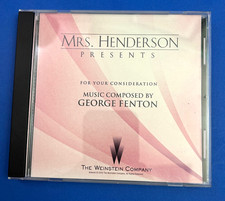 MRS. HENDERSON
PRESENTS
FOR YOUR CONSIDERATION
MUSIC COMPOSED BY
GEORGE FENTON
THE WEINSTEIN COMPANY